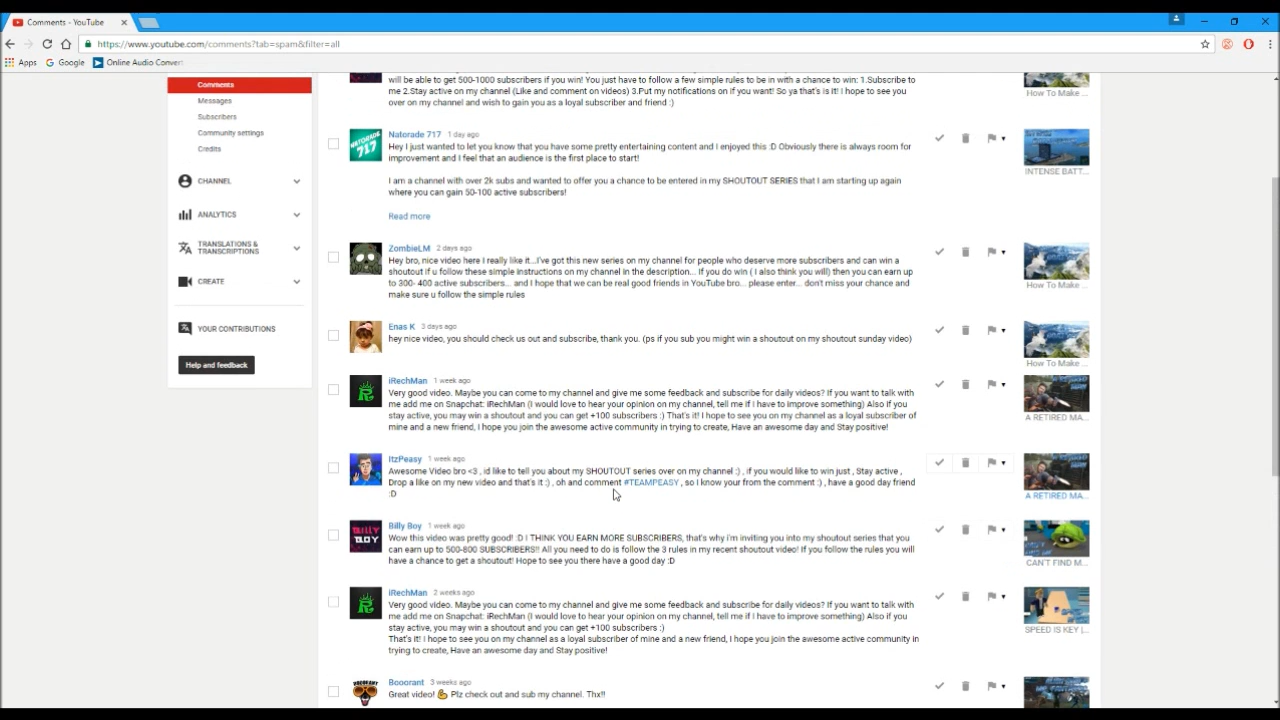 Comments - YouTube
https://www.youtube.com/comments?tab=spam&filter=all
Apps
Google
Online Audio Convert
Comments
Messages
Subscribers
Community settings
Credits
CHANNEL
ANALYTICS
TRANSLATIONS &
TRANSCRIPTIONS
CREATE
YOUR CONTRIBUTIONS
Help and feedback
will be able to get 500-1000 subscribers if you win! You just have to follow a few simple rules to be in with a chance to win: 1.Subscribe to
me 2.Stay active on my channel (Like and comment on videos) 3.Put my notifications on if you want! So ya that's is it! I hope to see you
over on my channel and wish to gain you as a loyal subscriber and friend :)
How To Make ...
NATORADE
717
Natorade 717 1 day ago
Hey I just wanted to let you know that you have some pretty entertaining content and I enjoyed this :D Obviously there is always room for
improvement and I feel that an audience is the first place to start!
I am a channel with over 2k subs and wanted to offer you a chance to be entered in my SHOUTOUT SERIES that I am starting up again
where you can gain 50-100 active subscribers!
Read more
INTENSE BATT...
ZombieLM 2 days ago
Hey bro, nice video here I really like it...I've got this new series on my channel for people who deserve more subscribers and can win a
shoutout if u follow these simple instructions on my channel in the description... If you do win ( I also think you will) then you can earn up
to 300- 400 active subscribers... and I hope that we can be real good friends in YouTube bro... please enter... don't miss your chance and
make sure u follow the simple rules
How To Make ...
Enas K 3 days ago
hey nice video, you should check us out and subscribe, thank you. (ps if you sub you might win a shoutout on my shoutout sunday video)
How To Make ...
iRechMan 1 week ago
Very good video. Maybe you can come to my channel and give me some feedback and subscribe for daily videos? If you want to talk with
me add me on Snapchat: iRechMan (I would love to hear your opinion on my channel, tell me if I have to improve something) Also if you
stay active, you may win a shoutout and you can get +100 subscribers :) That's it! I hope to see you on my channel as a loyal subscriber of
mine and a new friend, I hope you join the awesome active community in trying to create, Have an awesome day and Stay positive!
A RETIRED MA...
ItzPeasy 1 week ago
Awesome Video bro <3 , id like to tell you about my SHOUTOUT series over on my channel :) , if you would like to win just , Stay active ,
Drop a like on my new video and that's it :) , oh and comment #TEAMPEASY , so I know your from the comment :) , have a good day friend
:D
A RETIRED MA...
BILLY
BOY
Billy Boy 1 week ago
Wow this video was pretty good! :D I THINK YOU EARN MORE SUBSCRIBERS, that's why i'm inviting you into my shoutout series that you
can earn up to 500-800 SUBSCRIBERS!! All you need to do is follow the 3 rules in my recent shoutout video! If you follow the rules you will
have a chance to get a shoutout! Hope to see you there have a good day :D
CAN'T FIND M...
iRechMan 2 weeks ago
Very good video. Maybe you can come to my channel and give me some feedback and subscribe for daily videos? If you want to talk with
me add me on Snapchat: iRechMan (I would love to hear your opinion on my channel, tell me if I have to improve something) Also if you
stay active, you may win a shoutout and you can get +100 subscribers :)
That's it! I hope to see you on my channel as a loyal subscriber of mine and a new friend, I hope you join the awesome active community in trying
to create, Have an awesome day and Stay positive!
SPEED IS KEY |...
BOOORANT
Booorant 3 weeks ago
Great video! 💪 Plz check out and sub my channel. Thx!!